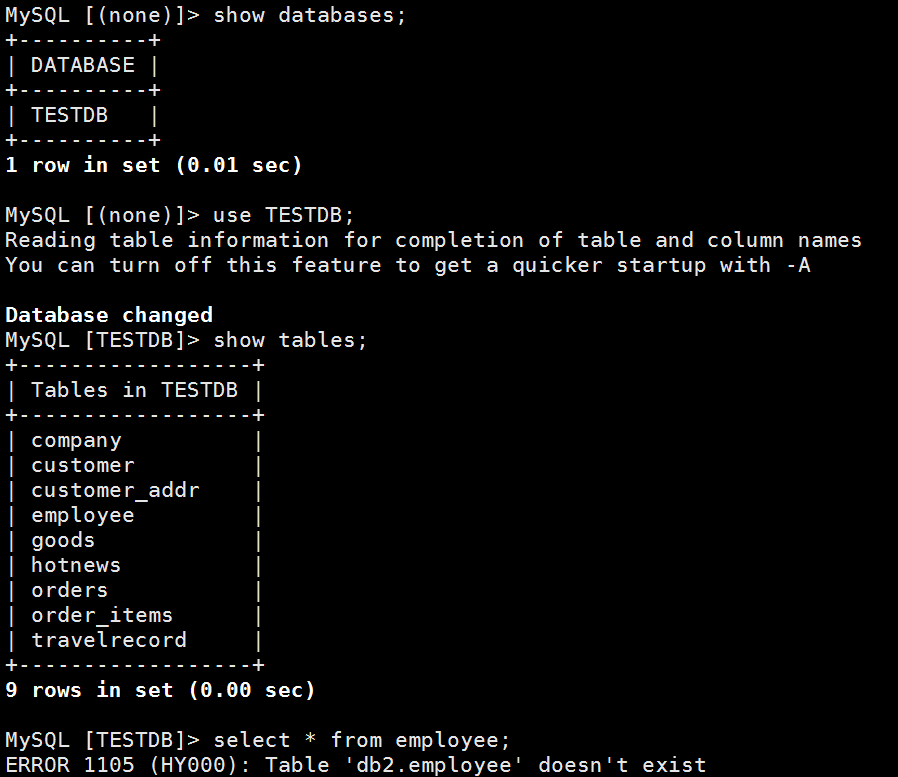 MySQL [(none)]> show databases;
+----------+
| DATABASE |
+----------+
| TESTDB   |
+----------+
1 row in set (0.01 sec)

MySQL [(none)]> use TESTDB;
Reading table information for completion of table and column names
You can turn off this feature to get a quicker startup with -A

Database changed
MySQL [TESTDB]> show tables;
+------------------+
| Tables in TESTDB |
+------------------+
| company          |
| customer         |
| customer_addr    |
| employee         |
| goods            |
| hotnews          |
| orders           |
| order_items      |
| travelrecord     |
+------------------+
9 rows in set (0.00 sec)

MySQL [TESTDB]> select * from employee;
ERROR 1105 (HY000): Table 'db2.employee' doesn't exist